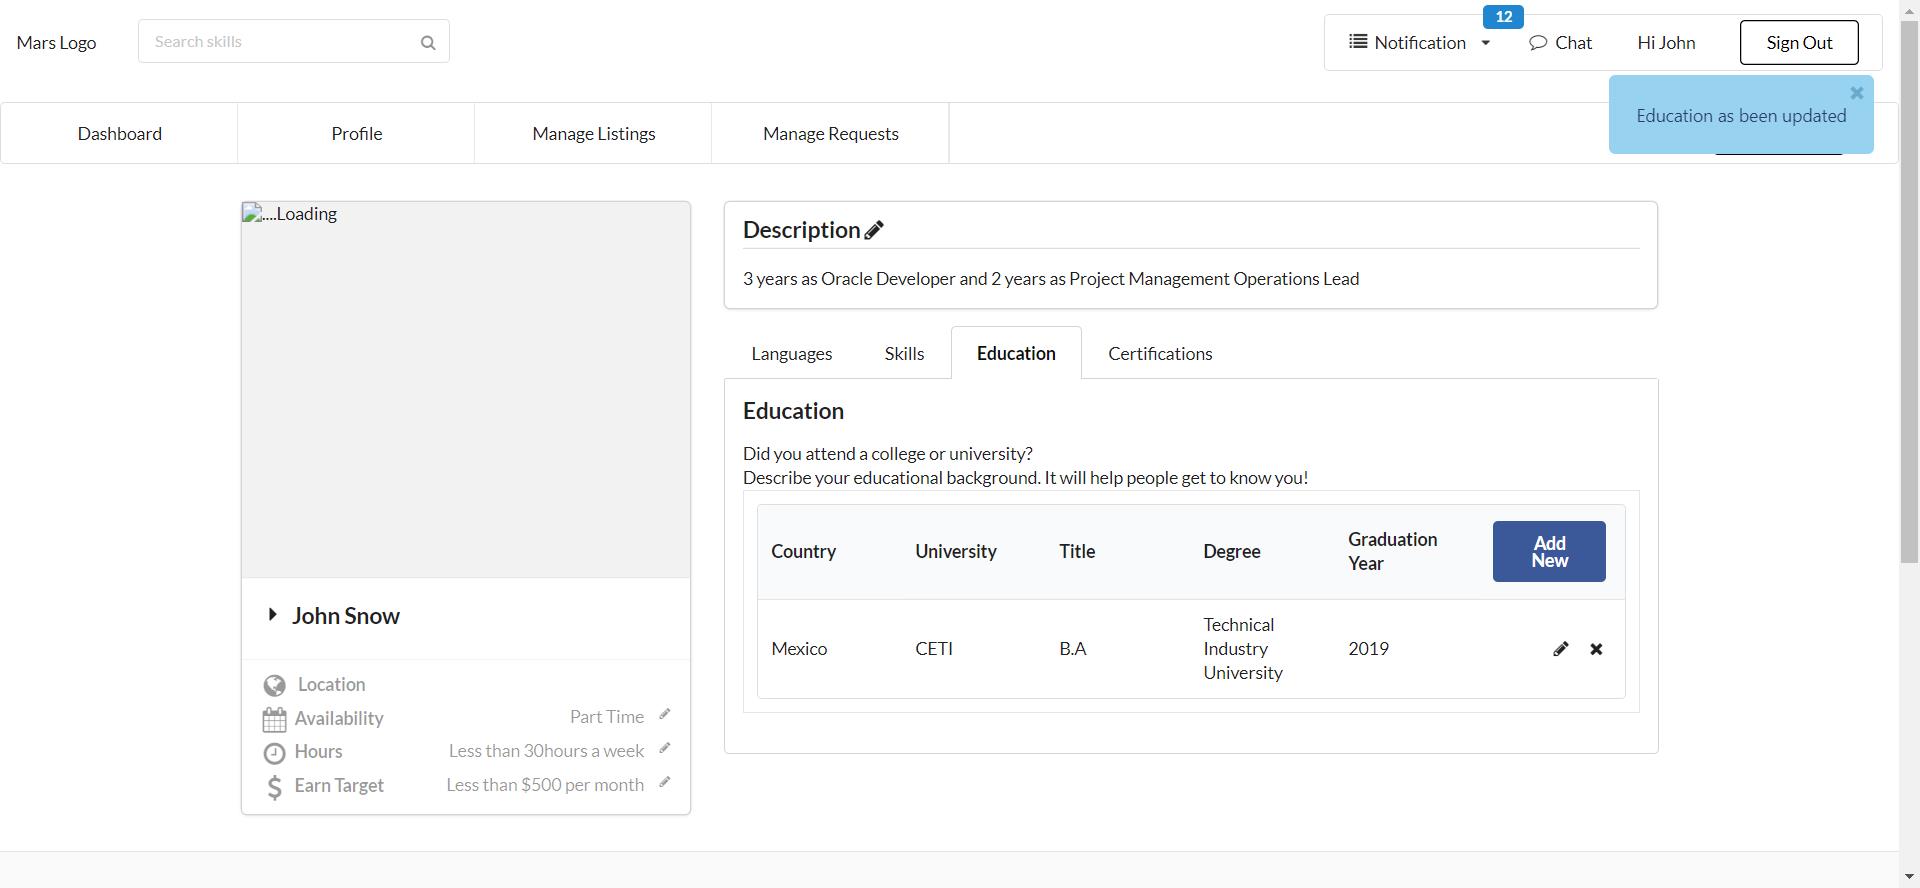 12
Mars Logo
Search skills
Notification
Chat
Hi John
Sign Out
Education as been updated
Dashboard
Profile
Manage Listings
Manage Requests
....Loading
John Snow
Location
Availability
Part Time
Hours
Less than 30hours a week
Earn Target
Less than $500 per month
Description
3 years as Oracle Developer and 2 years as Project Management Operations Lead
Languages
Skills
Education
Certifications
Education
Did you attend a college or university?
Describe your educational background. It will help people get to know you!
Country
University
Title
Degree
Graduation
Year
Add
New
Mexico
CETI
B.A
Technical
Industry
University
2019